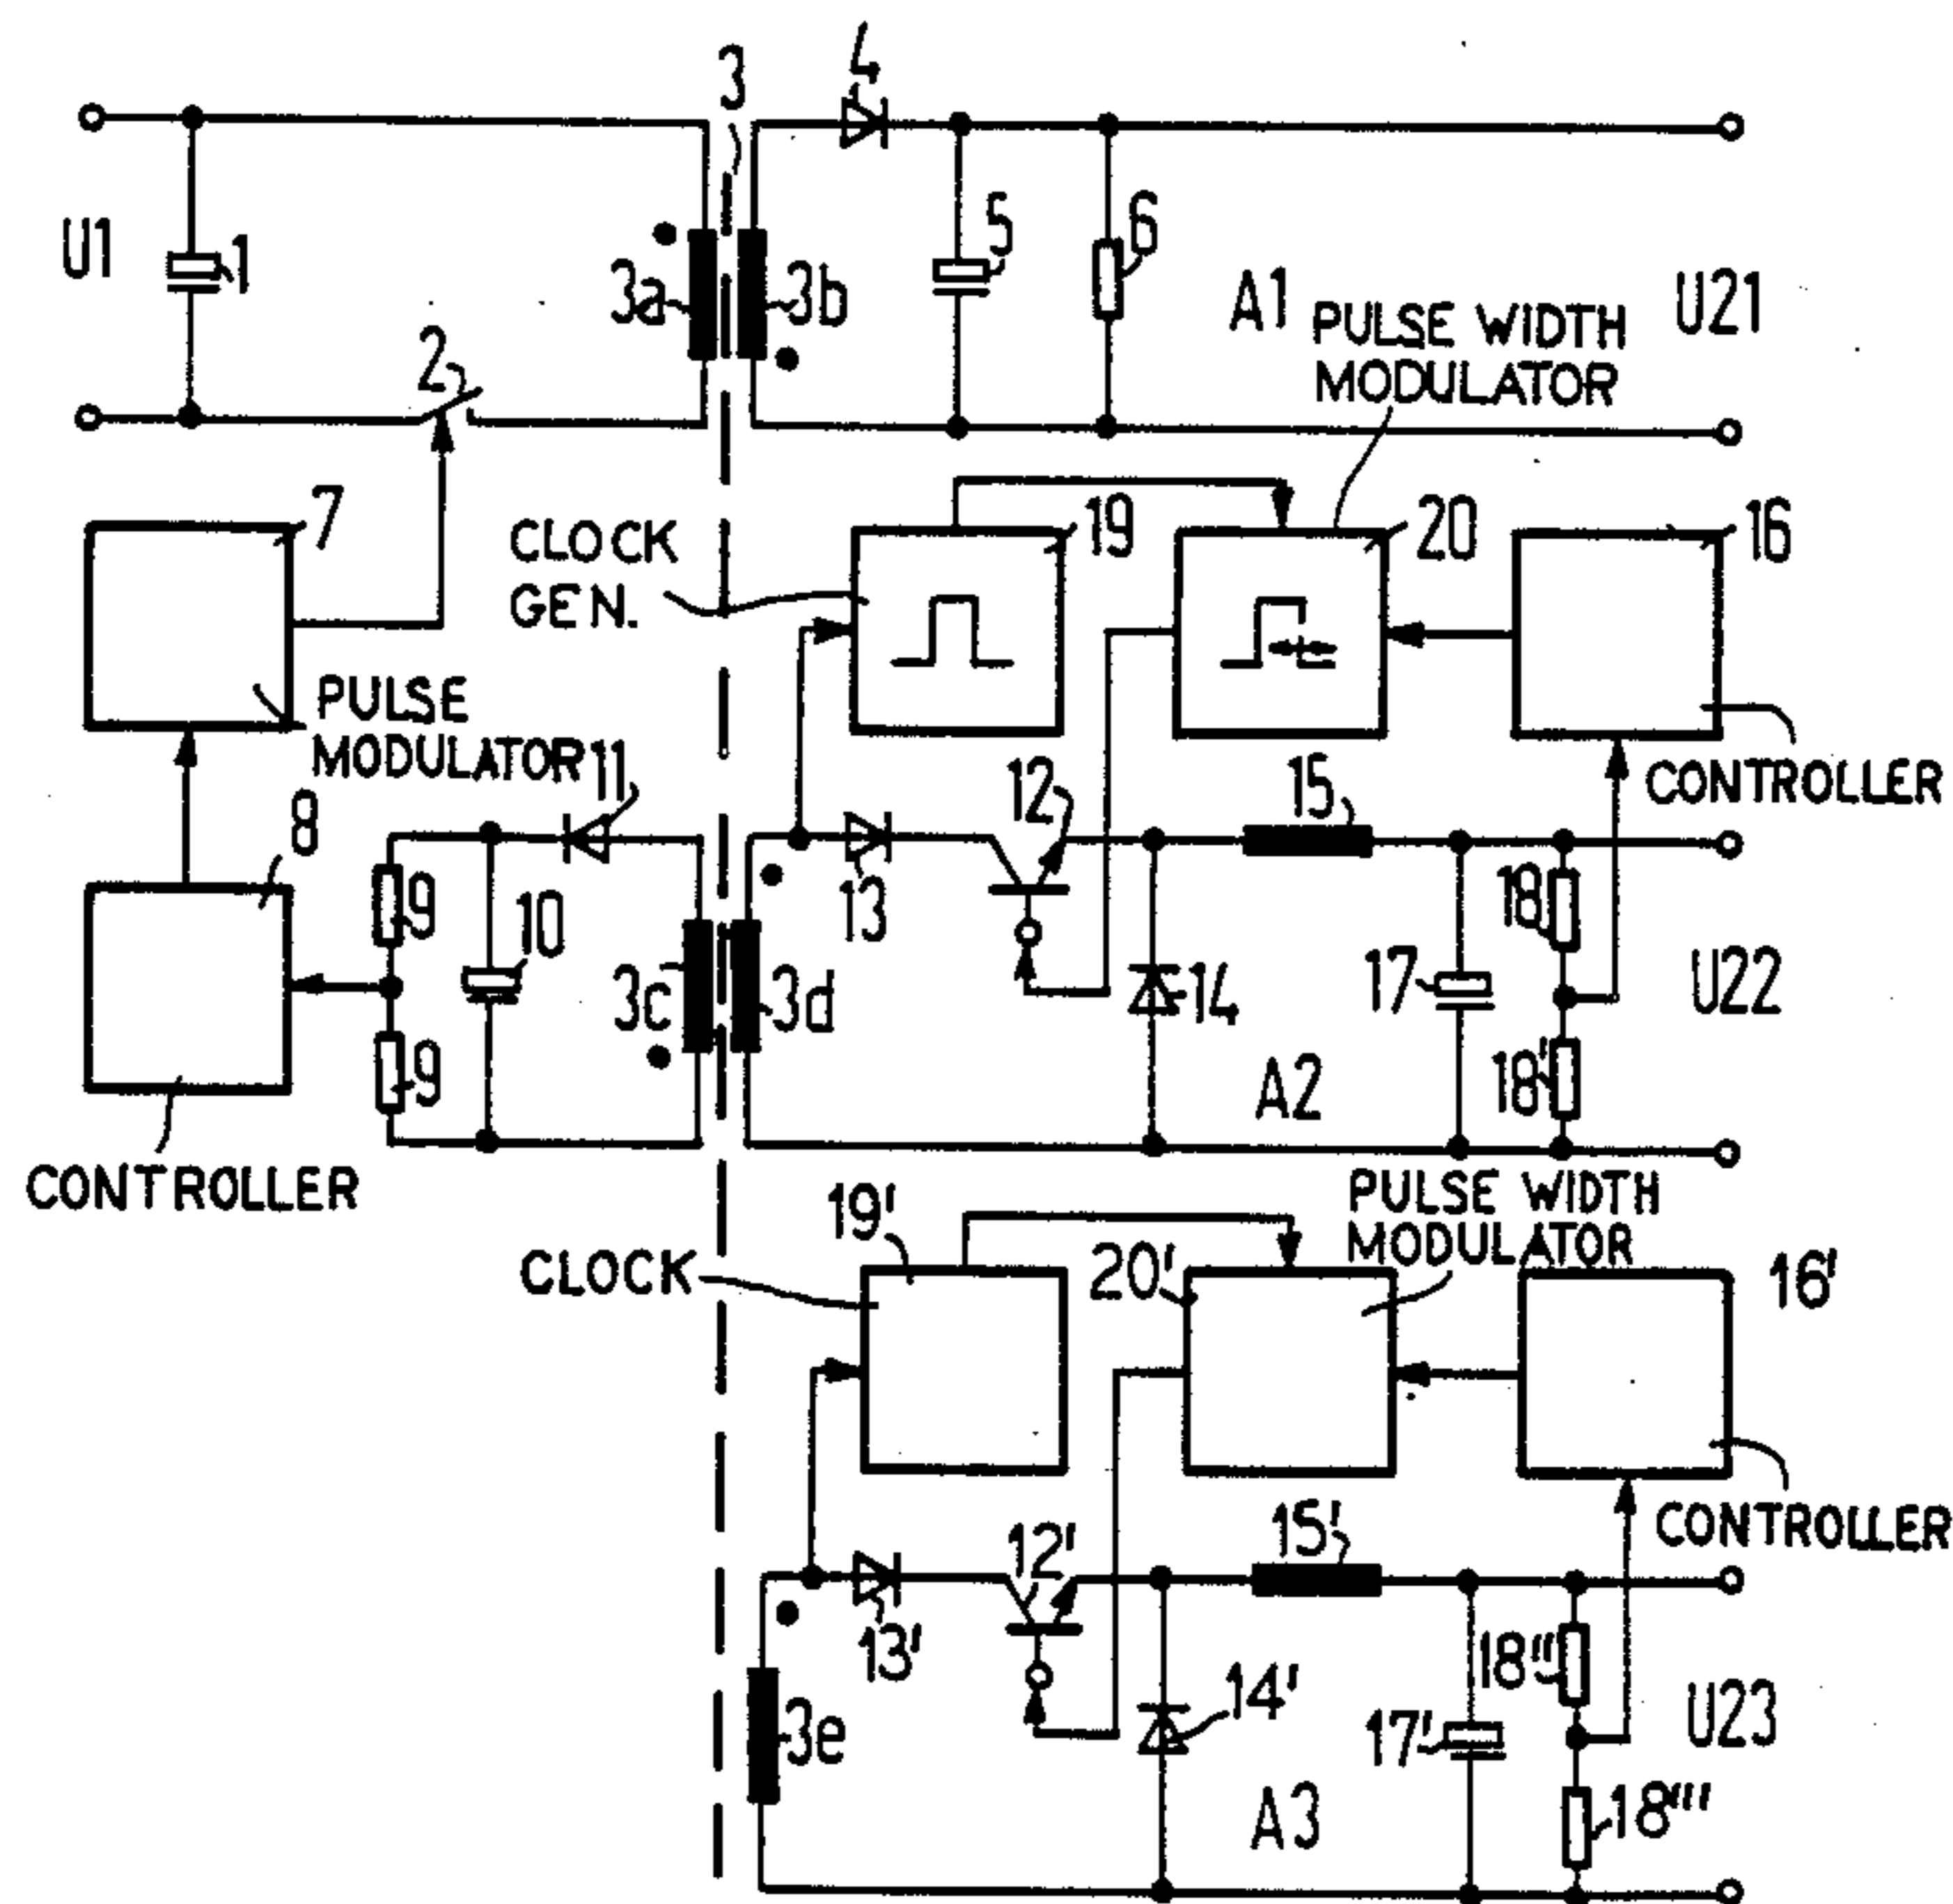 3
4
U1
1
3a
3b
5
6
A1
U21
2
PULSE WIDTH
MODULATOR
7
CLOCK
GEN.
19
20
16
PULSE
MODULATOR
11
12
15
CONTROLLER
8
9
10
13
18
3c
3d
14
17
U22
9
A2
18'
CONTROLLER
PULSE WIDTH
MODULATOR
19'
CLOCK
20'
16'
12'
15'
CONTROLLER
13'
18"
3e
14'
17'
U23
A3
18'''